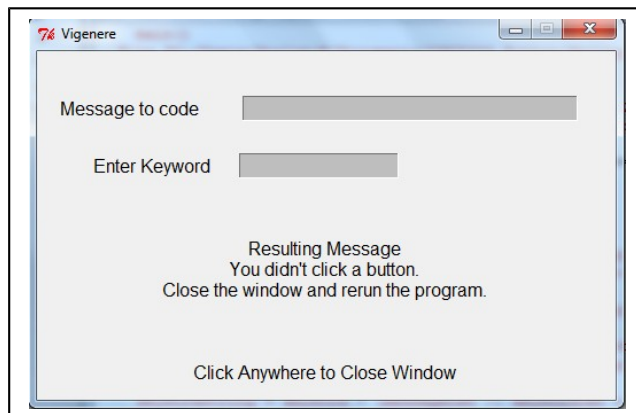 Vigenere
Message to code
Enter Keyword
Resulting Message
You didn't click a button.
Close the window and rerun the program.
Click Anywhere to Close Window